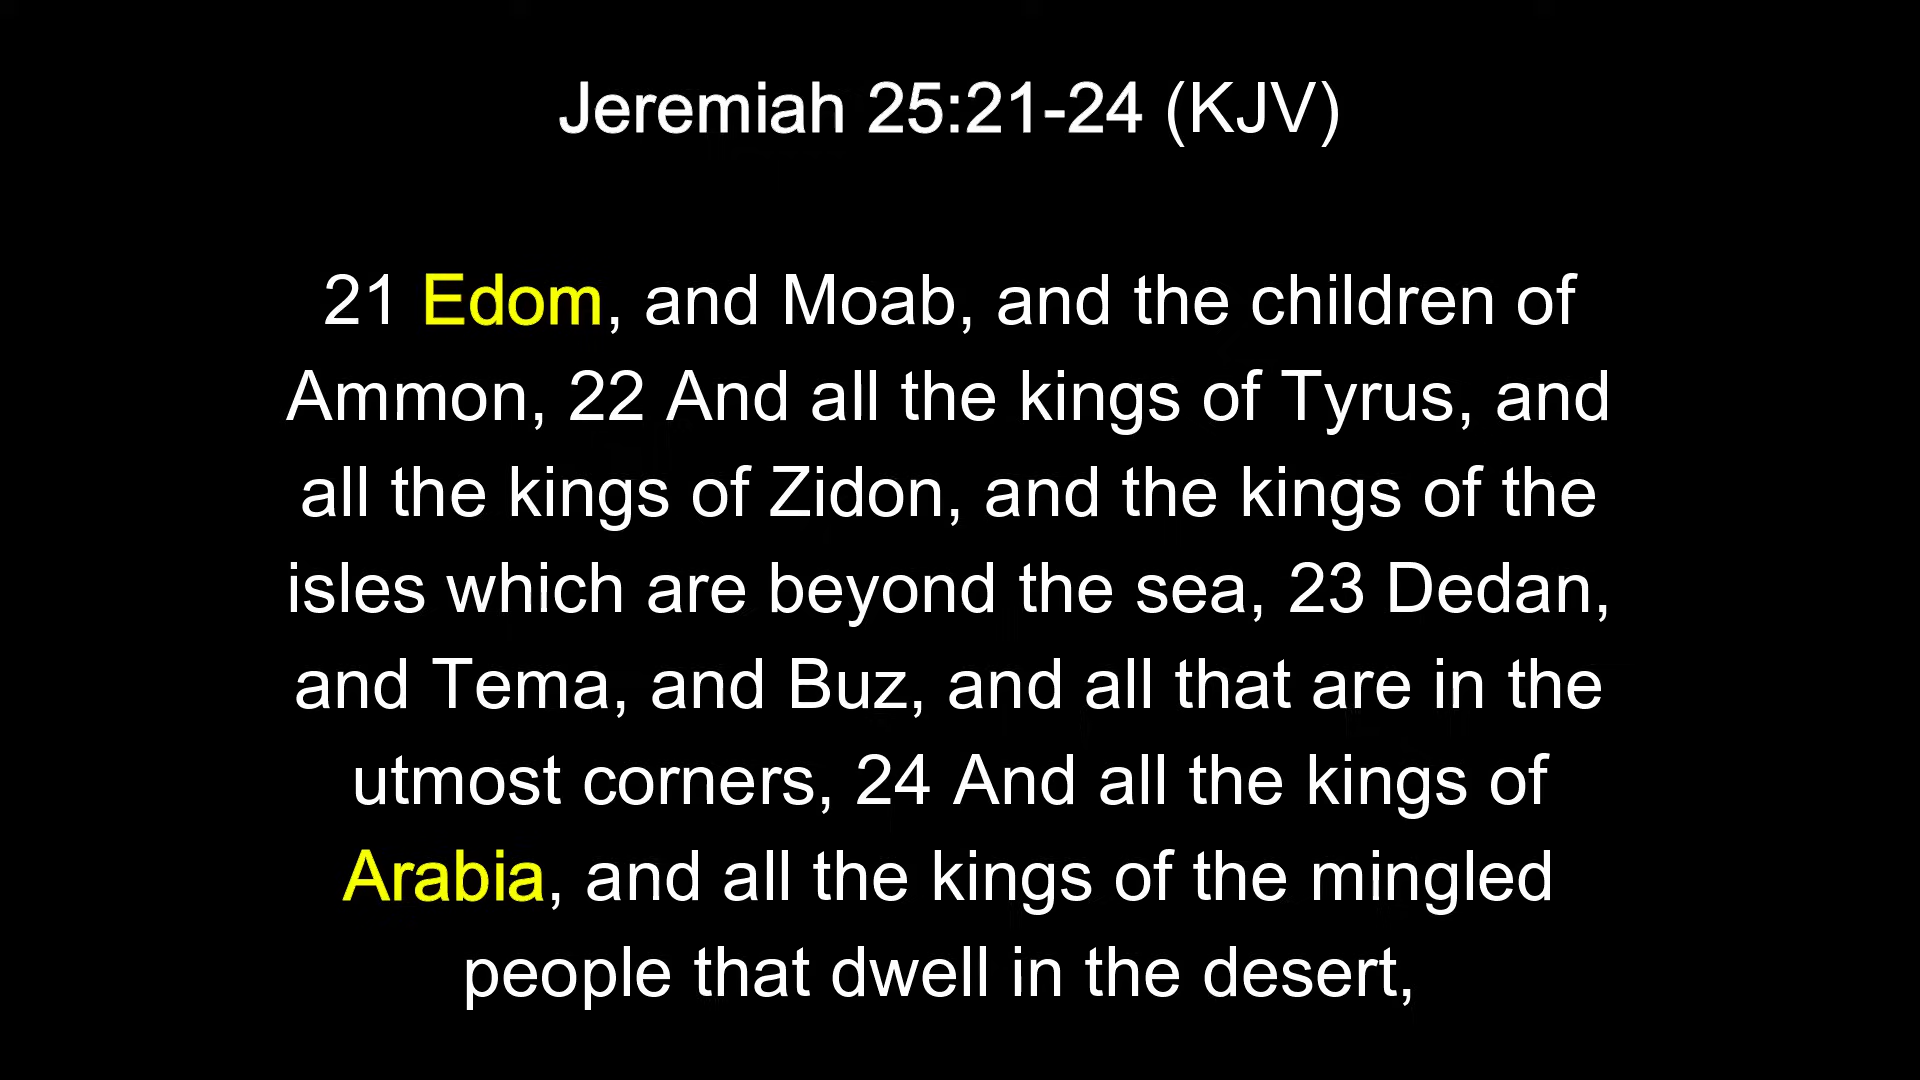 Jeremiah 25:21-24 (KJV)
21 Edom, and Moab, and the children of
Ammon, 22 And all the kings of Tyrus, and
all the kings of Zidon, and the kings of the
isles which are beyond the sea, 23 Dedan,
and Tema, and Buz, and all that are in the
utmost corners, 24 And all the kings of
Arabia, and all the kings of the mingled
people that dwell in the desert,